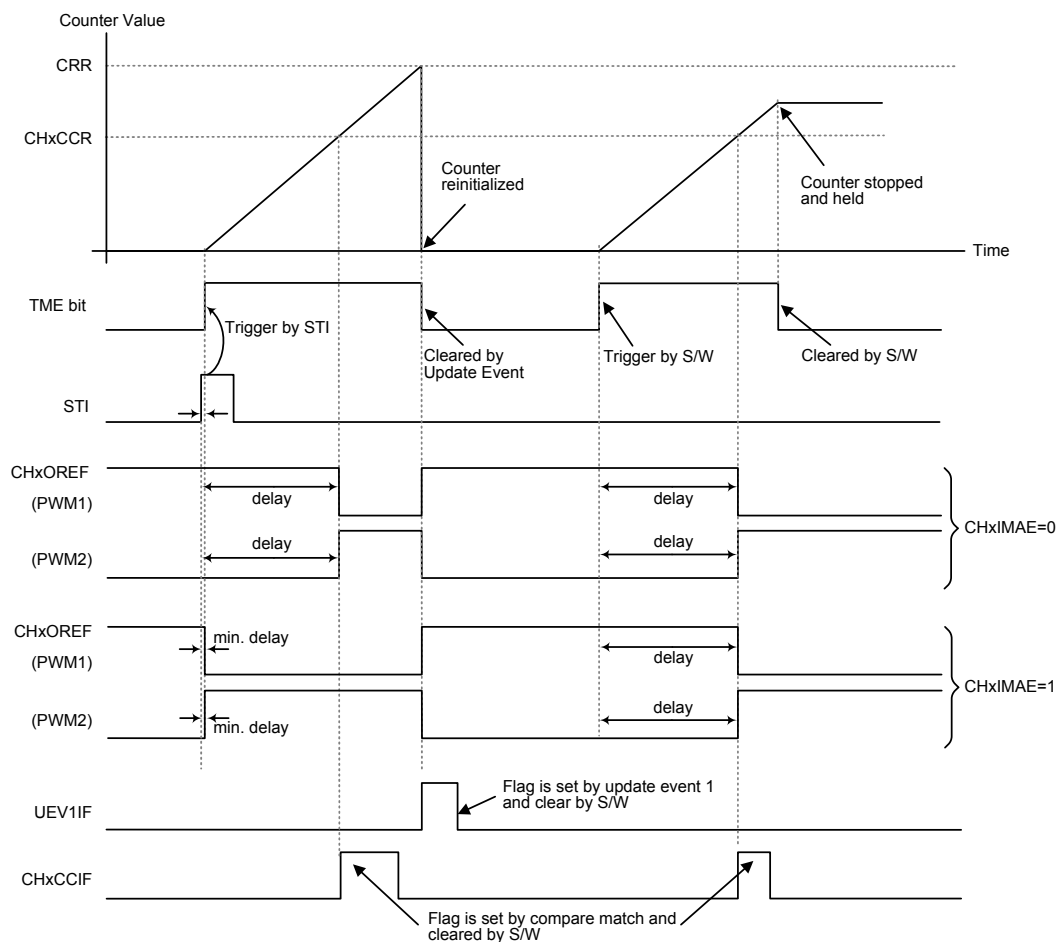 Counter Value
CRR
CHxCCR
Counter
reinitialized
Counter stopped
and held
Time
TME bit
Trigger by STI
Cleared by
Update Event
Trigger by S/W
Cleared by S/W
STI
CHxOREF
(PWM1)
delay
delay
(PWM2)
delay
delay
CHxIMAE=0
CHxOREF
(PWM1)
min. delay
delay
(PWM2)
min. delay
delay
CHxIMAE=1
UEV1IF
Flag is set by update event 1
and clear by S/W
CHxCCIF
Flag is set by compare match and
cleared by S/W